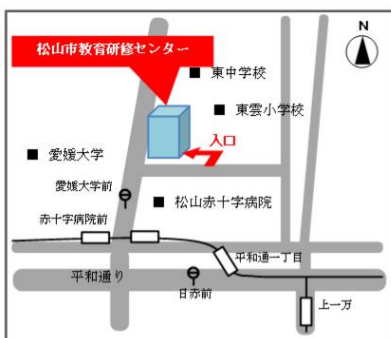 N
松山市教育研修センター
東中学校
東雲小学校
入口
愛媛大学
愛媛大学前
松山赤十字病院
赤十字病院前
平和通一丁目
平和通り
日赤前
上一万